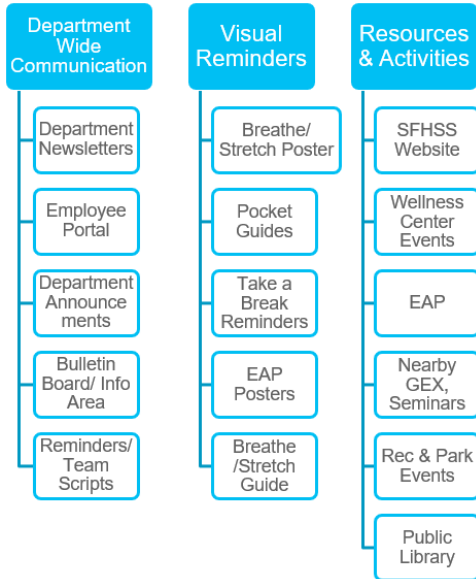 Department
Wide
Communication
Department
Newsletters
Employee
Portal
Department
Announce
ments
Bulletin
Board/ Info
Area
Reminders/
Team
Scripts
Visual
Reminders
Breathe/
Stretch Poster
Pocket
Guides
Take a
Break
Reminders
EAP
Posters
Breathe
/Stretch
Guide
Resources
& Activities
SFHSS
Website
Wellness
Center
Events
EAP
Nearby
GEX,
Seminars
Rec & Park
Events
Public
Library